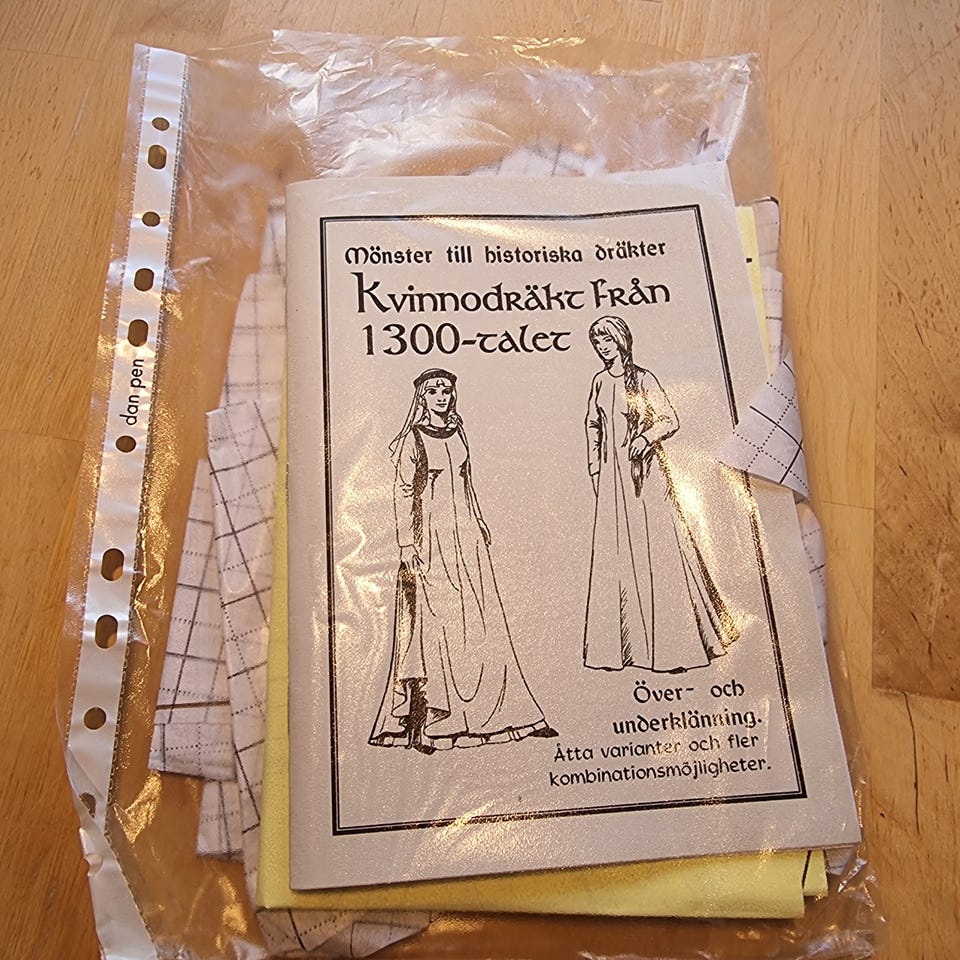 Mönster till historiska dräkter
Kvinnodräkt från
1300-talet
Över- och
underklänning.
Åtta varianter och fler
kombinationsmöjligheter.
dan pen